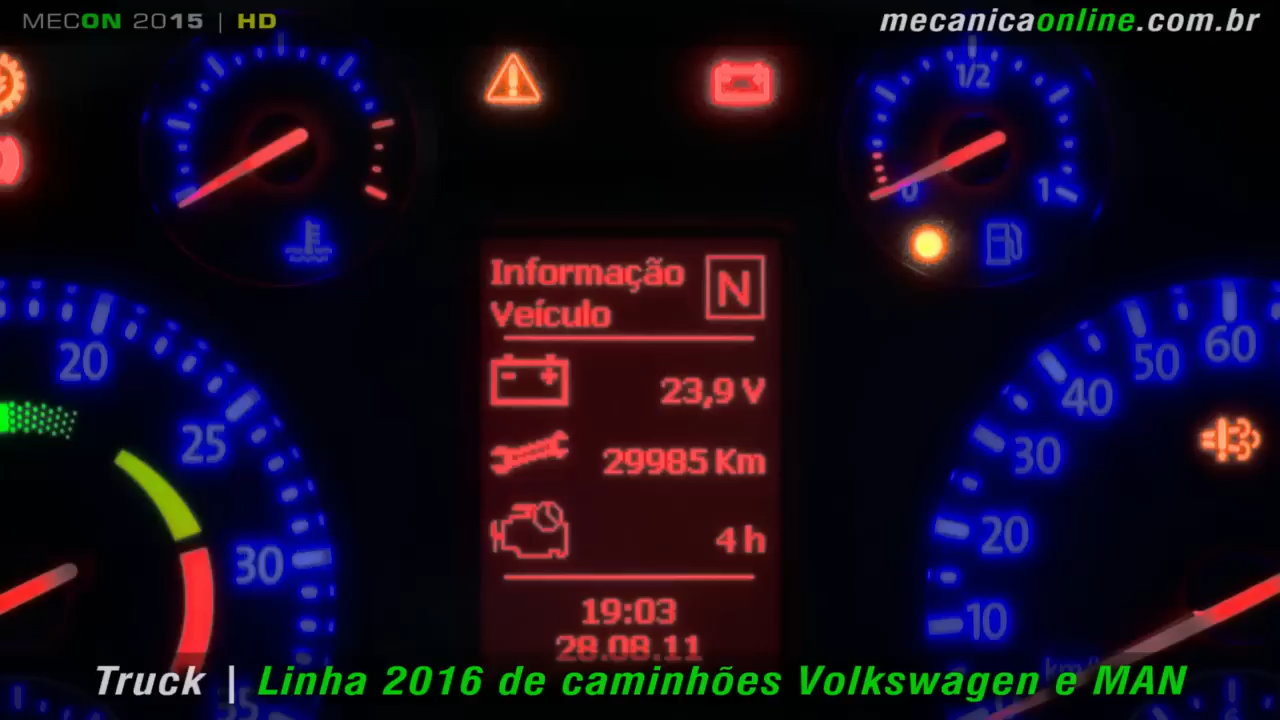 MECON 2015 | HD
mecanicaonline.com.br
1/2
0
1
Informação
Veículo
N
23,9 V
29985 Km
4 h
19:03
28.08.11
20
25
30
35
10
20
30
40
50
60
km/h
Truck | Linha 2016 de caminhões Volkswagen e MAN